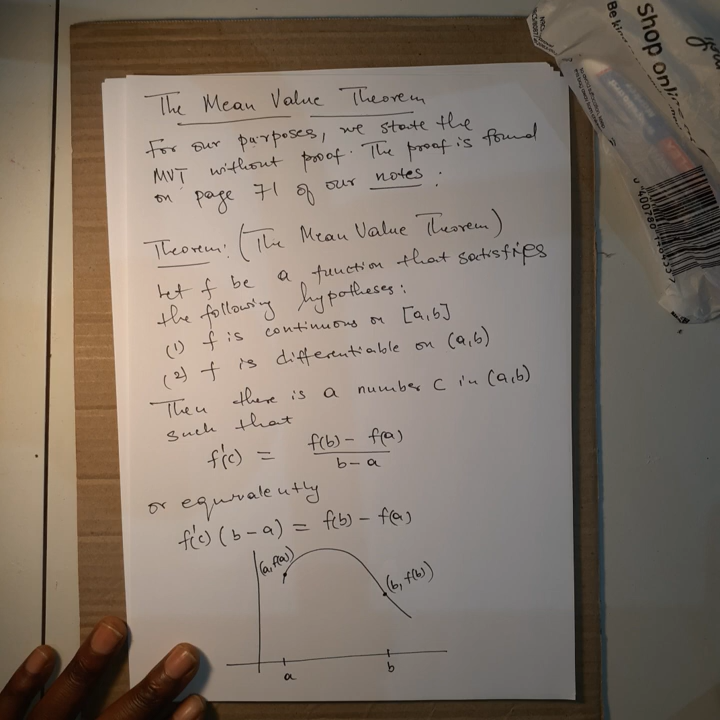 The Mean Value Theorem
For our purposes, we state the
MVT without proof. The proof is found
on page 71 of our notes:
Theorem: (The Mean Value Theorem)
Let f be a function that satisfies
the following hypotheses:
(1) f is continuous on [a,b]
(2) f is differentiable on (a,b)
Then there is a number C in (a,b)
such that
f'(c) = f(b) - f(a) / b-a
or equivalently
f'(c) (b-a) = f(b) - f(a)
(a, f(a))
(b, f(b))
a b
Shop onl
Be kin